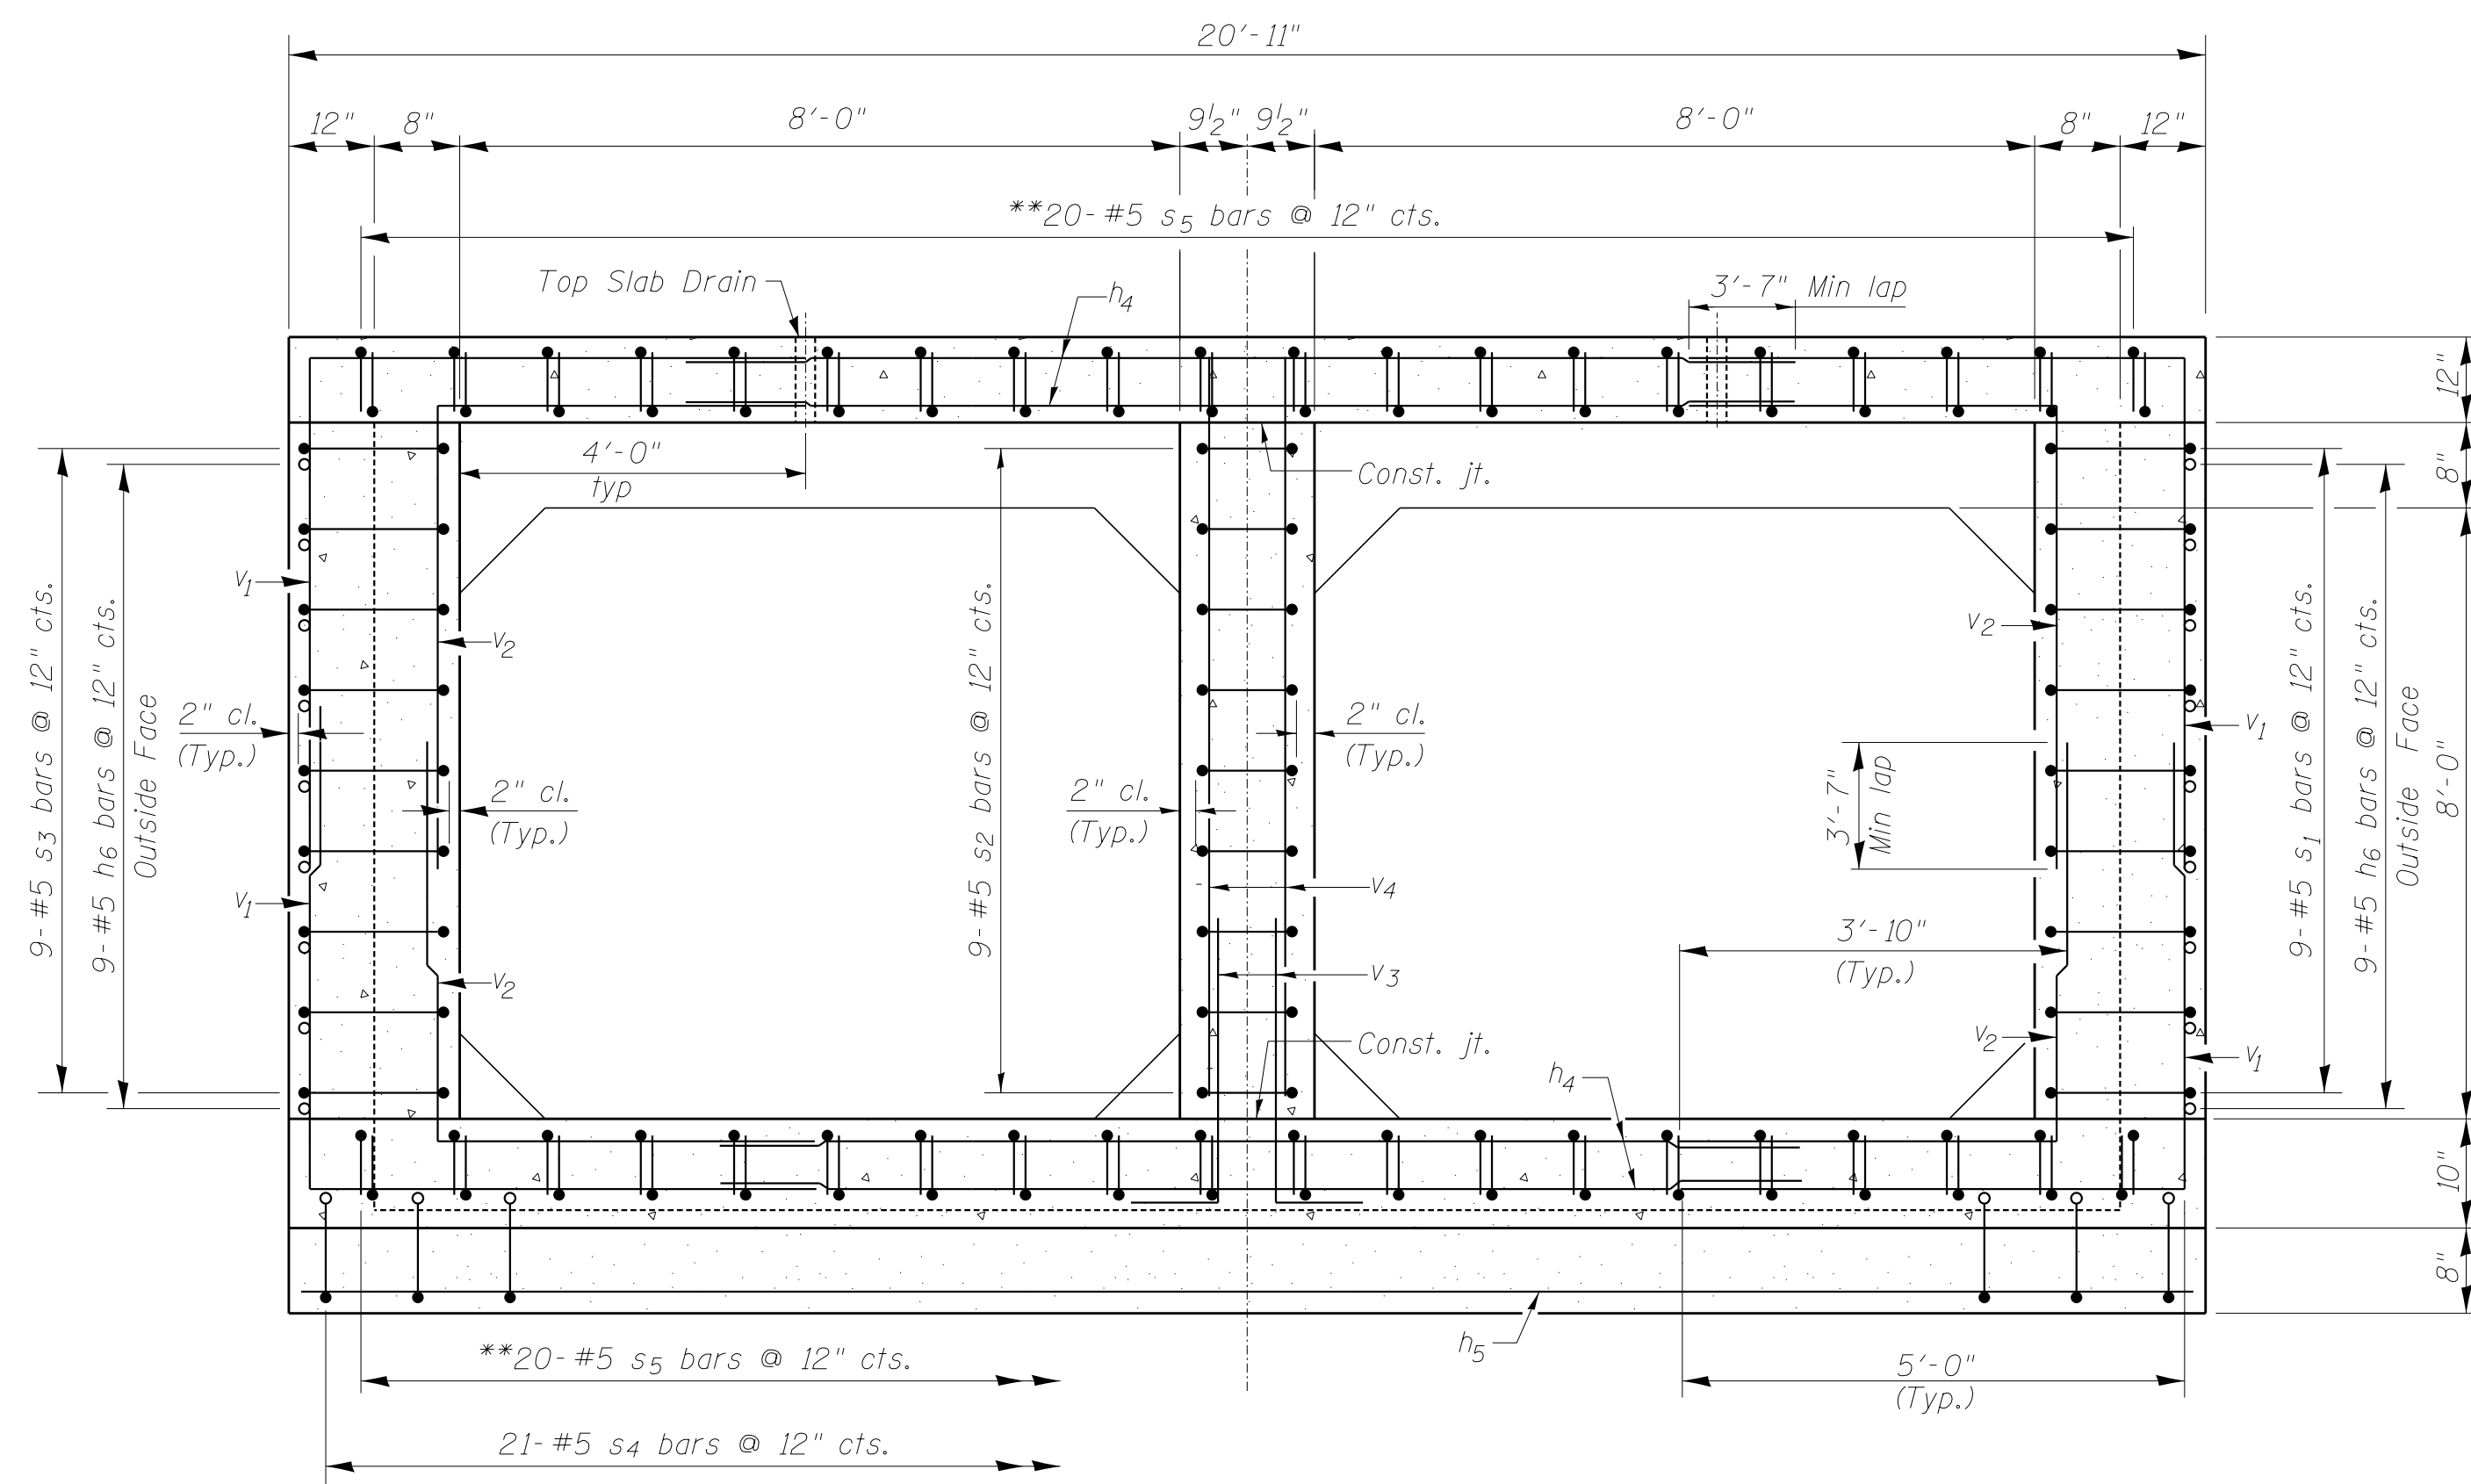 20'-11"
12" 8" 8'-0" 9½" 9½" 8'-0" 8" 12"
**20-#5 s5 bars @ 12" cts.
Top Slab Drain h4 3'-7" Min lap
12"
4'-0"
typ
Const. jt.
8"
v1
v2
v2
9-#5 s3 bars @ 12" cts.
9-#5 h6 bars @ 12" cts.
Outside Face
2" cl.
(Typ.)
2" cl.
(Typ.)
9-#5 s2 bars @ 12" cts.
2" cl.
(Typ.)
2" cl.
(Typ.)
v1
3'-7"
Min lap
9-#5 s1 bars @ 12" cts.
9-#5 h6 bars @ 12" cts.
Outside Face
8'-0"
v1
v4
3'-10"
(Typ.)
v2
v3
v2
v1
Const. jt.
h4
10"
8"
h5
**20-#5 s5 bars @ 12" cts.
5'-0"
(Typ.)
21-#5 s4 bars @ 12" cts.